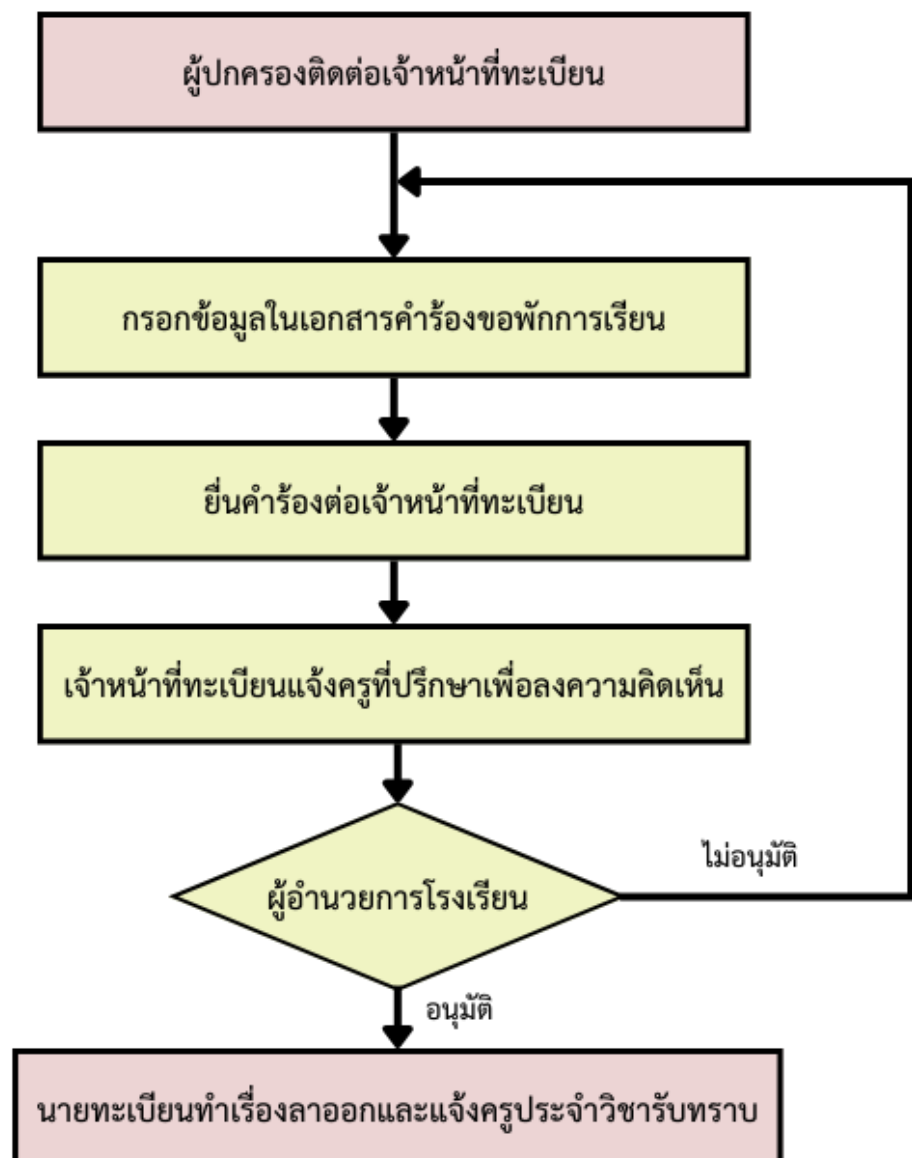 ผู้ปกครองติดต่อเจ้าหน้าที่ทะเบียน
กรอกข้อมูลในเอกสารคำร้องขอพักการเรียน
ยื่นคำร้องต่อเจ้าหน้าที่ทะเบียน
เจ้าหน้าที่ทะเบียนแจ้งครูที่ปรึกษาเพื่อลงความคิดเห็น
ไม่อนุมัติ
ผู้อำนวยการโรงเรียน
อนุมัติ
นายทะเบียนทำเรื่องลาออกและแจ้งครูประจำวิชารับทราบ